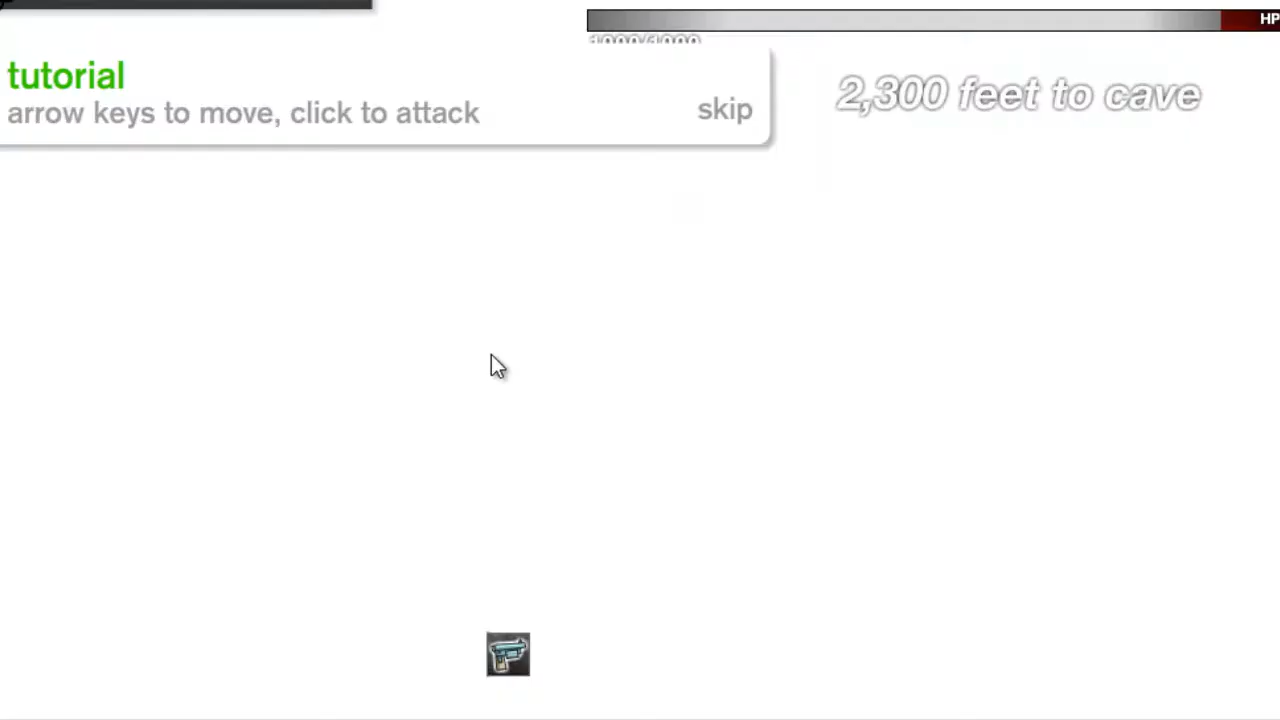 HP
tutorial
arrow keys to move, click to attack
skip
2,300 feet to cave